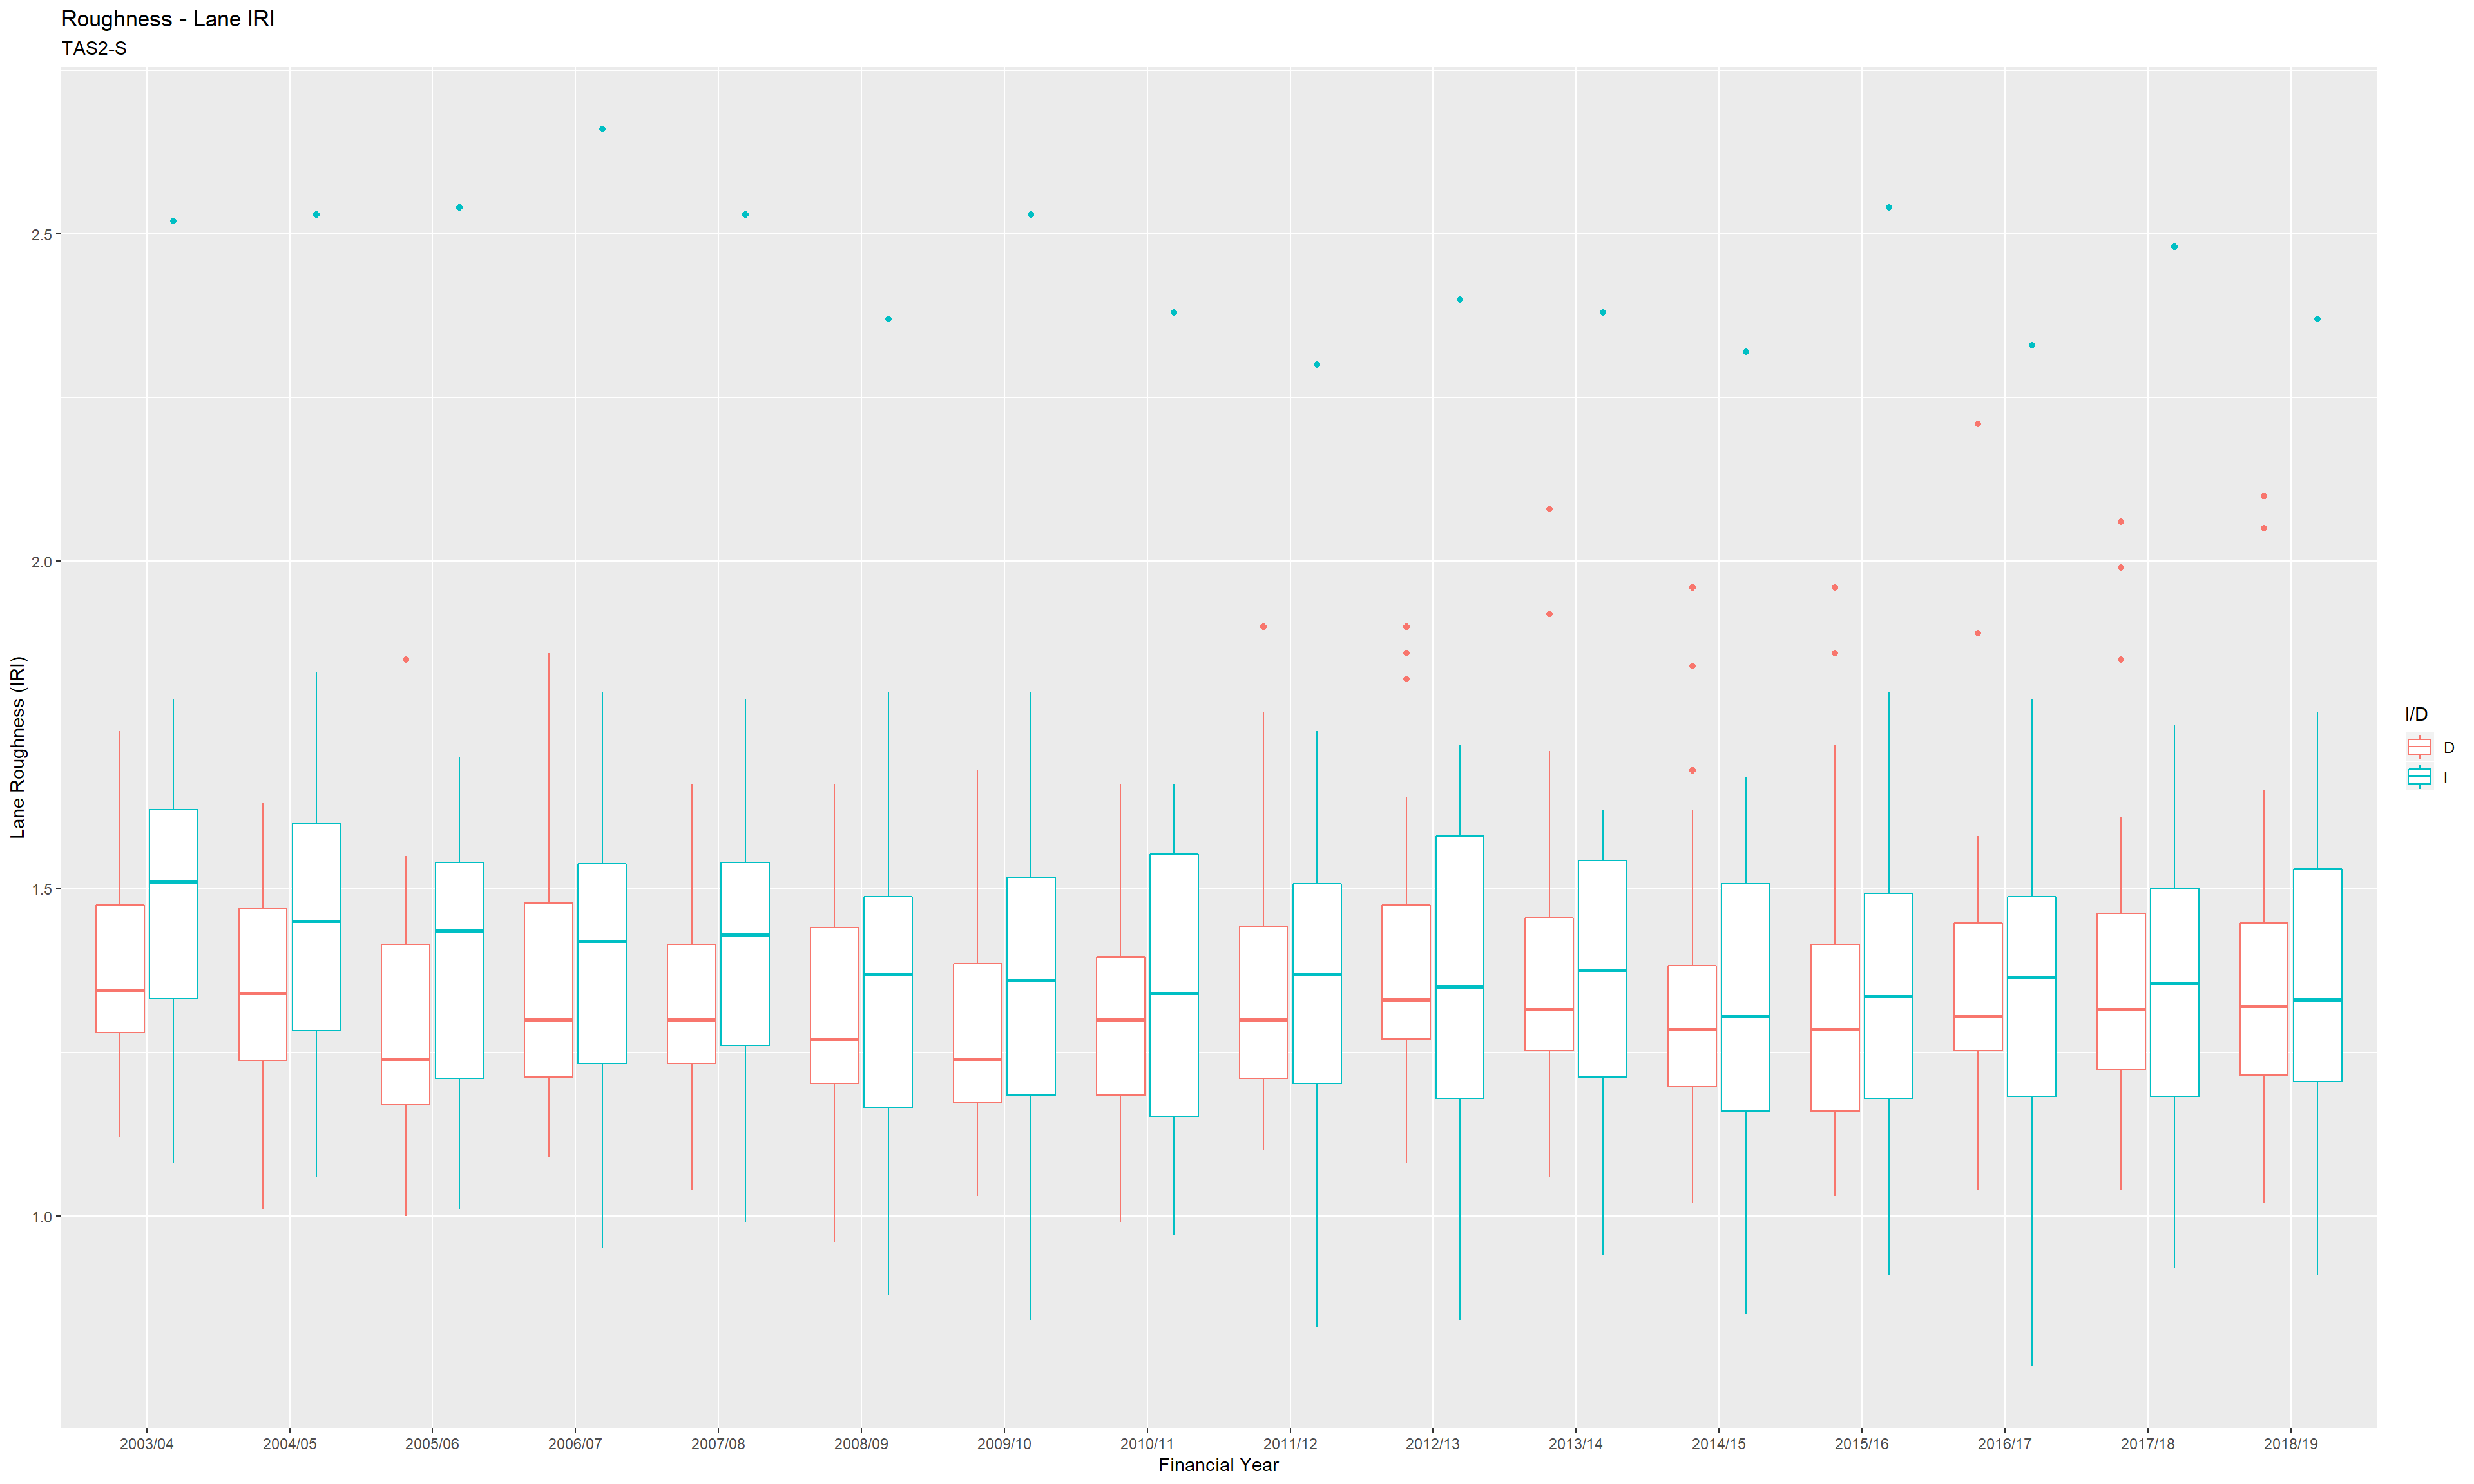 Roughness - Lane IRI
TAS2-S
Lane Roughness (IRI)
2.5
2.0
1.5
1.0
2003/04 2004/05 2005/06 2006/07 2007/08 2008/09 2009/10 2010/11 2011/12 2012/13 2013/14 2014/15 2015/16 2016/17 2017/18 2018/19
Financial Year
I/D
D
I